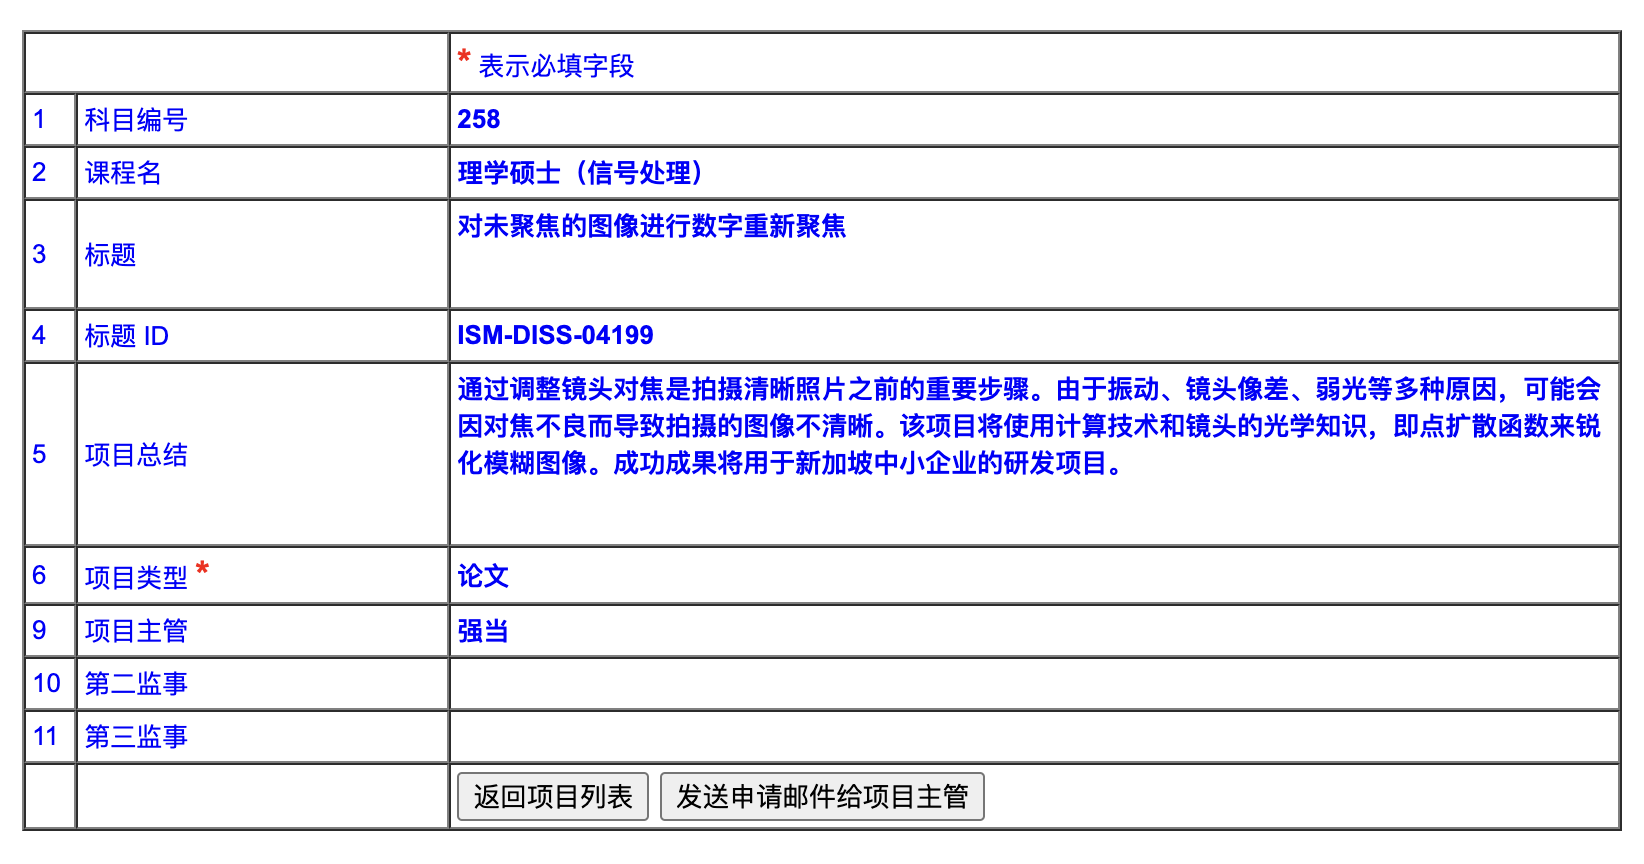 * 表示必填字段
1 科目编号 258
2 课程名 理学硕士（信号处理）
3 标题 对未聚焦的图像进行数字重新聚焦
4 标题 ID ISM-DISS-04199
5 项目总结 通过调整镜头对焦是拍摄清晰照片之前的重要步骤。由于振动、镜头像差、弱光等多种原因，可能会
因对焦不良而导致拍摄的图像不清晰。该项目将使用计算技术和镜头的光学知识，即点扩散函数来锐
化模糊图像。成功成果将用于新加坡中小企业的研发项目。
6 项目类型 * 论文
9 项目主管 强当
10 第二监事
11 第三监事
返回项目列表 发送申请邮件给项目主管